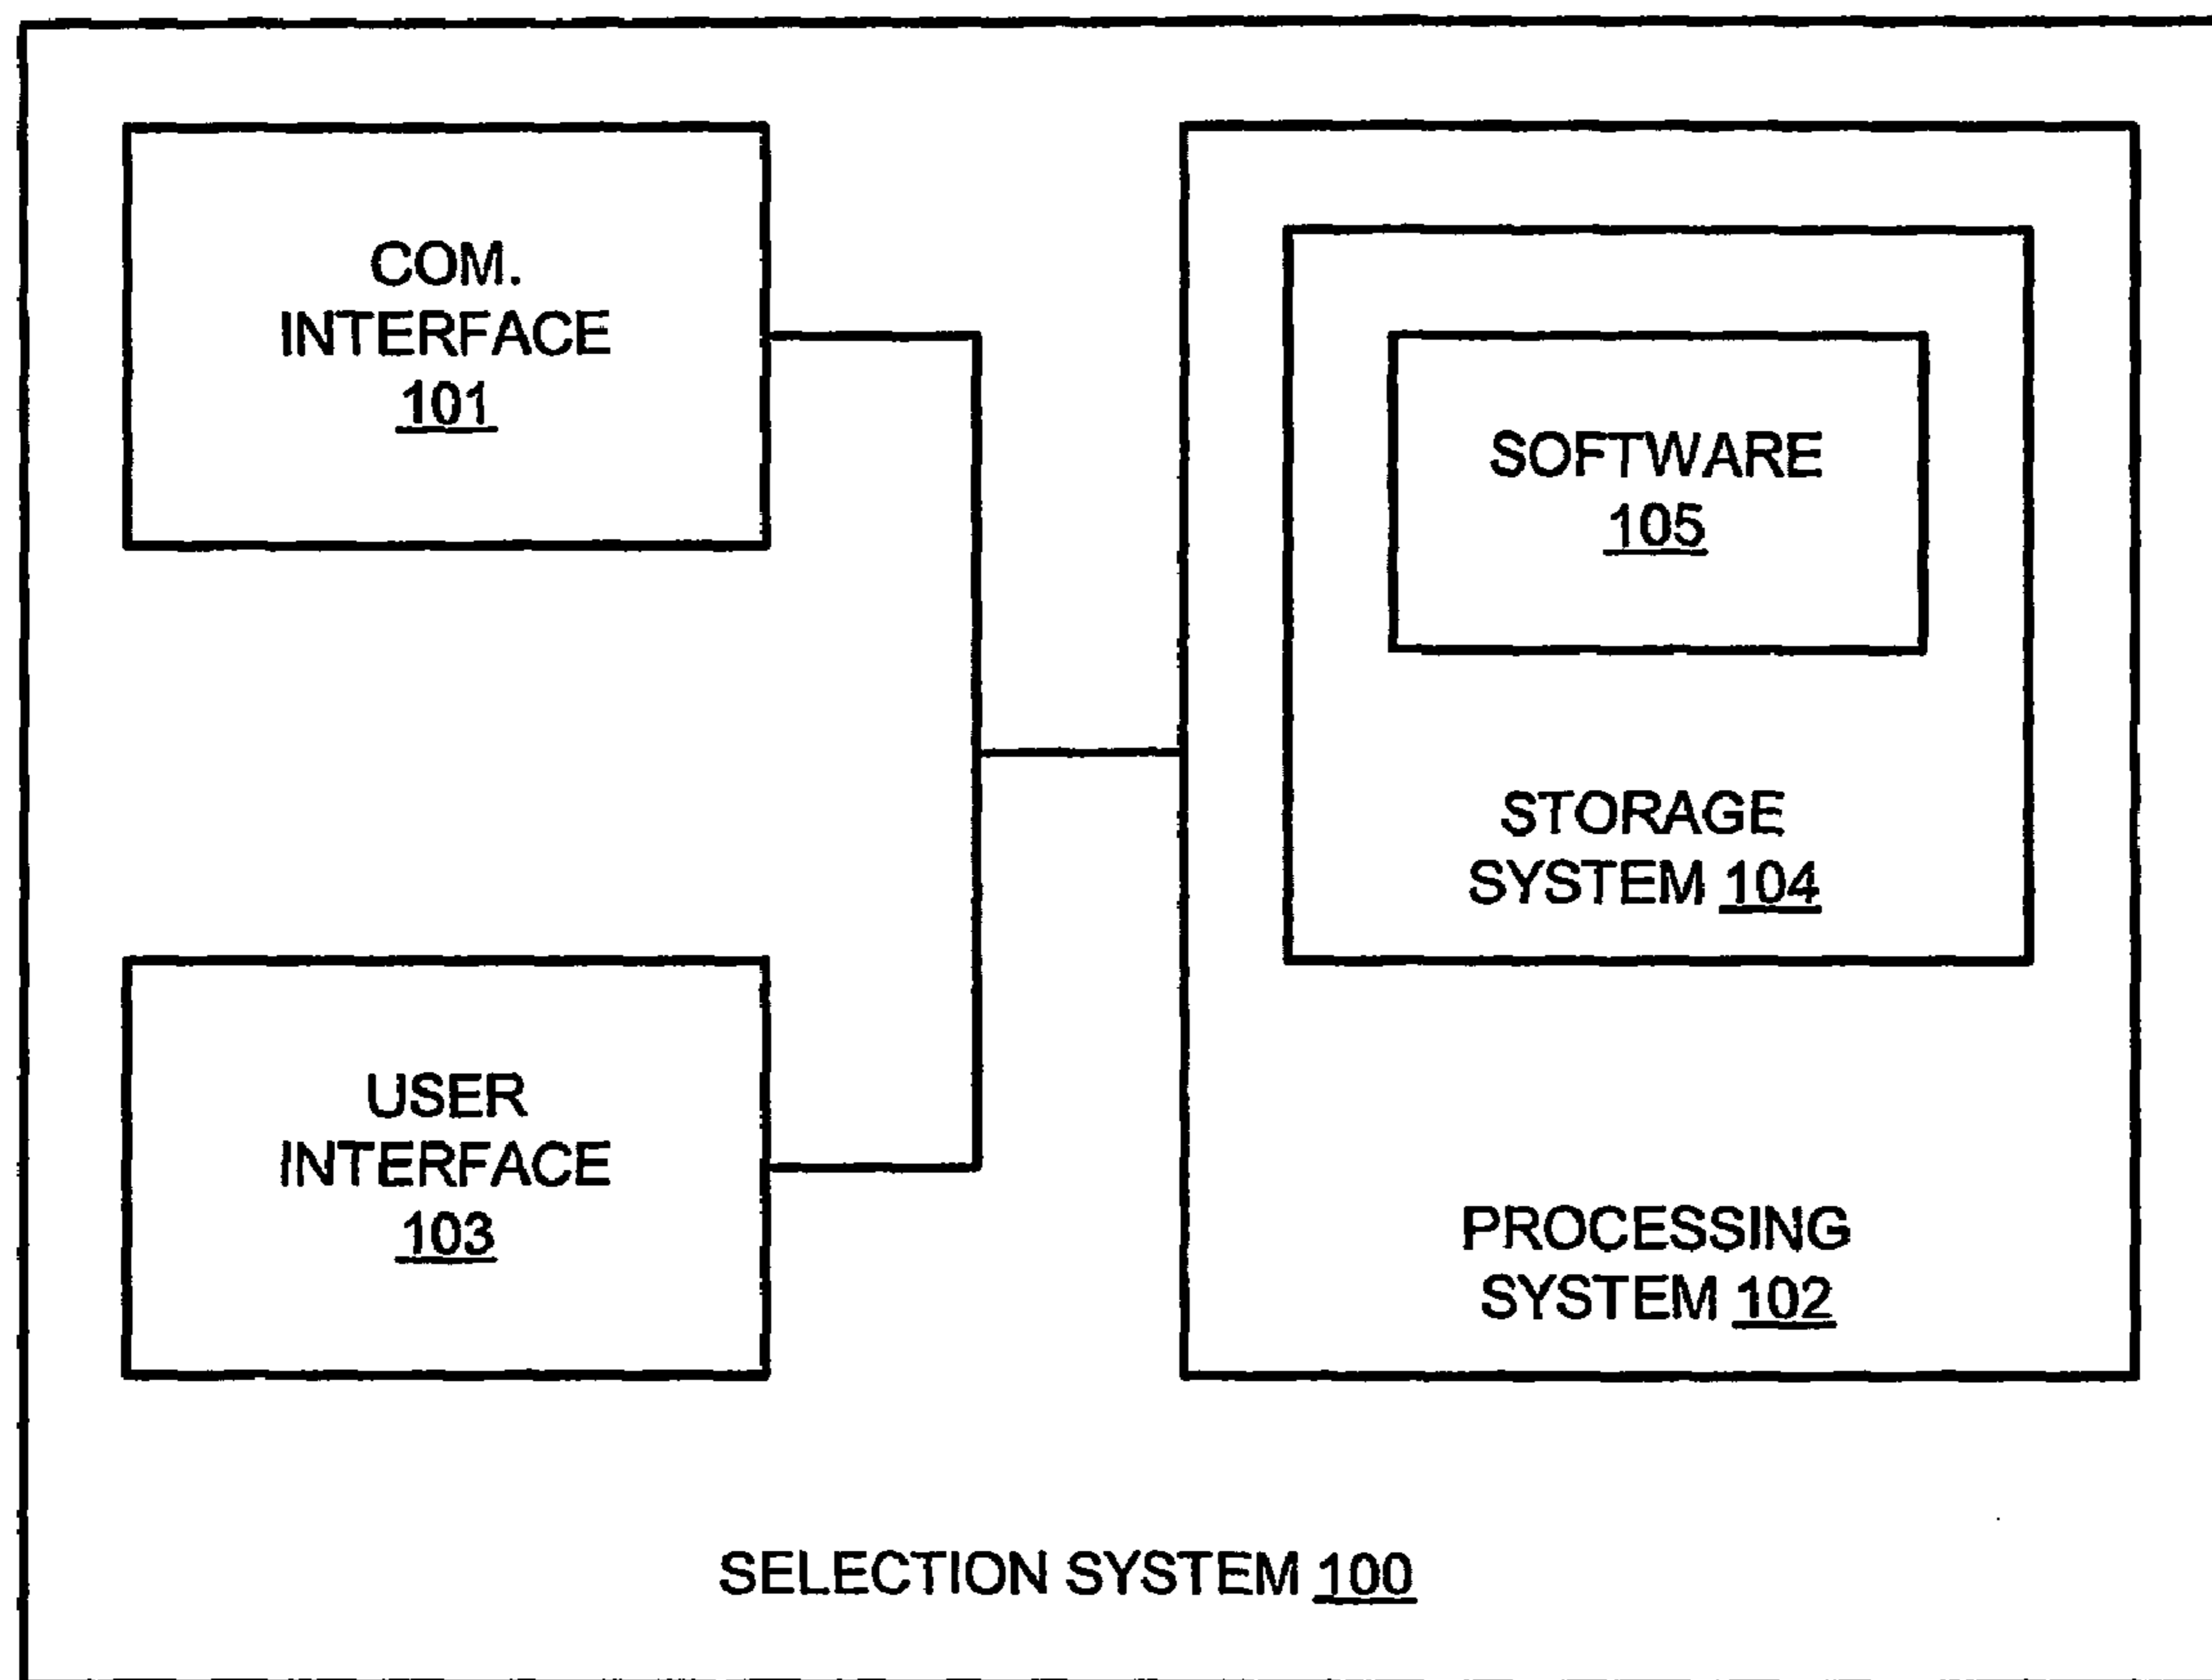 COM.
INTERFACE
101
SOFTWARE
105
STORAGE
SYSTEM 104
USER
INTERFACE
103
PROCESSING
SYSTEM 102
SELECTION SYSTEM 100